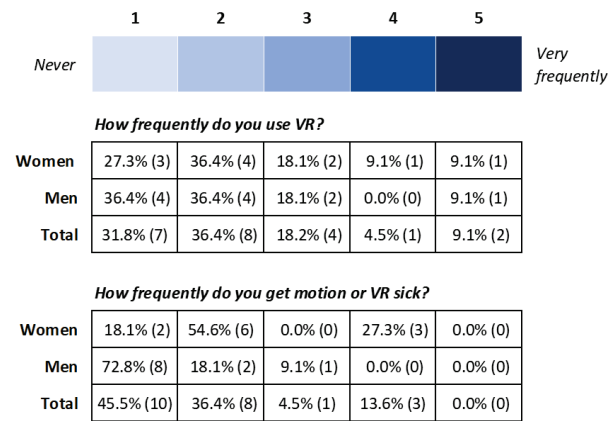 1 2 3 4 5
Never Very frequently
How frequently do you use VR?
Women 27.3% (3) 36.4% (4) 18.1% (2) 9.1% (1) 9.1% (1)
Men 36.4% (4) 36.4% (4) 18.1% (2) 0.0% (0) 9.1% (1)
Total 31.8% (7) 36.4% (8) 18.2% (4) 4.5% (1) 9.1% (2)
How frequently do you get motion or VR sick?
Women 18.1% (2) 54.6% (6) 0.0% (0) 27.3% (3) 0.0% (0)
Men 72.8% (8) 18.1% (2) 9.1% (1) 0.0% (0) 0.0% (0)
Total 45.5% (10) 36.4% (8) 4.5% (1) 13.6% (3) 0.0% (0)